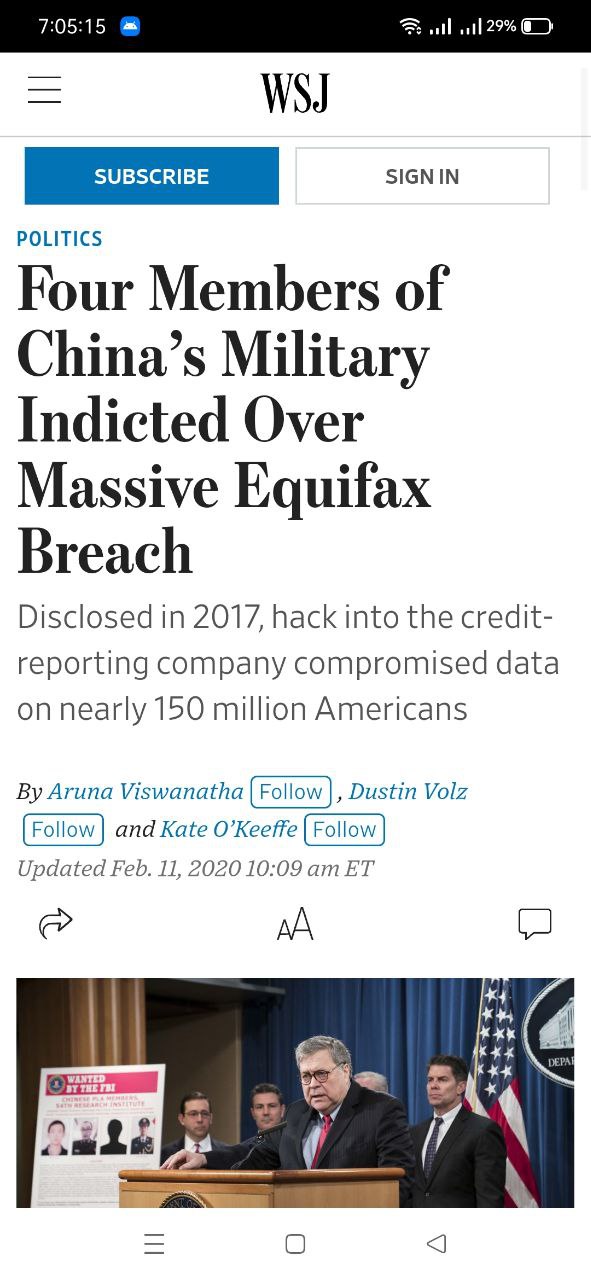 7:05:15 29%
WSJ
SUBSCRIBE SIGN IN
POLITICS
Four Members of
China’s Military
Indicted Over
Massive Equifax
Breach
Disclosed in 2017, hack into the credit-
reporting company compromised data
on nearly 150 million Americans
By Aruna Viswanatha Follow , Dustin Volz
Follow and Kate O’Keeffe Follow
Updated Feb. 11, 2020 10:09 am ET
AA
WANTED
BY THE FBI
CHINESE PLA MEMBERS,
54TH RESEARCH INSTITUTE
DEPAR